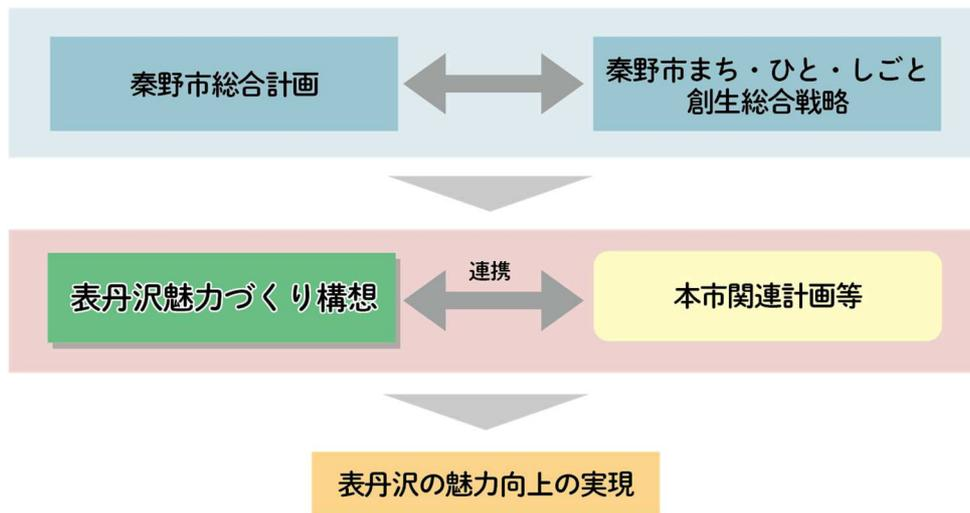 秦野市総合計画
秦野市まち・ひと・しごと
創生総合戦略
連携
表丹沢魅力づくり構想
本市関連計画等
表丹沢の魅力向上の実現